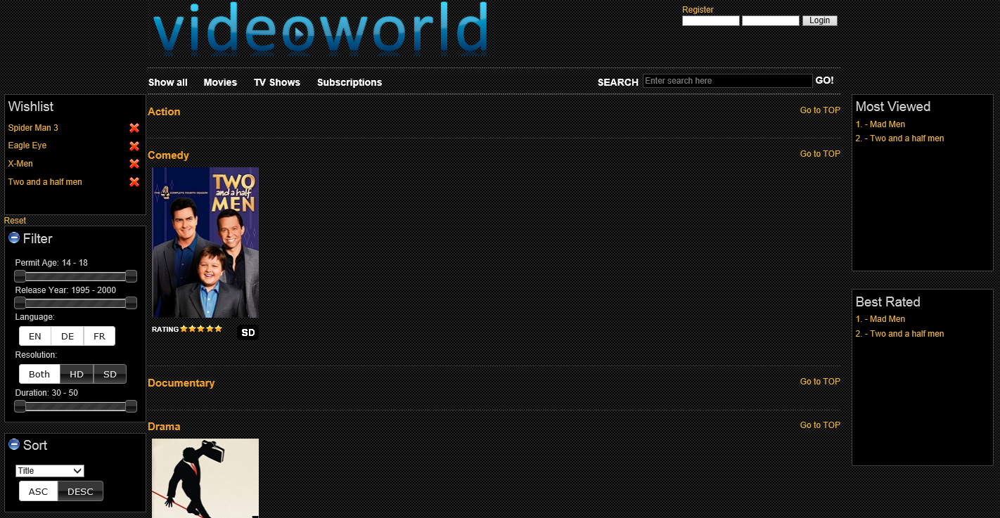 videoworld
Register
Login
Show all Movies TV Shows Subscriptions
SEARCH Enter search here GO!
Wishlist
Spider Man 3
Eagle Eye
X-Men
Two and a half men
Reset
Filter
Permit Age: 14 - 18
Release Year: 1995 - 2000
Language:
EN DE FR
Resolution:
Both HD SD
Duration: 30 - 50
Sort
Title
ASC DESC
Action Go to TOP
Comedy Go to TOP
TWO
and a half
MEN
THE 4 COMPLETE FOURTH SEASON
RATING SD
Documentary Go to TOP
Drama Go to TOP
Most Viewed
1. - Mad Men
2. - Two and a half men
Best Rated
1. - Mad Men
2. - Two and a half men